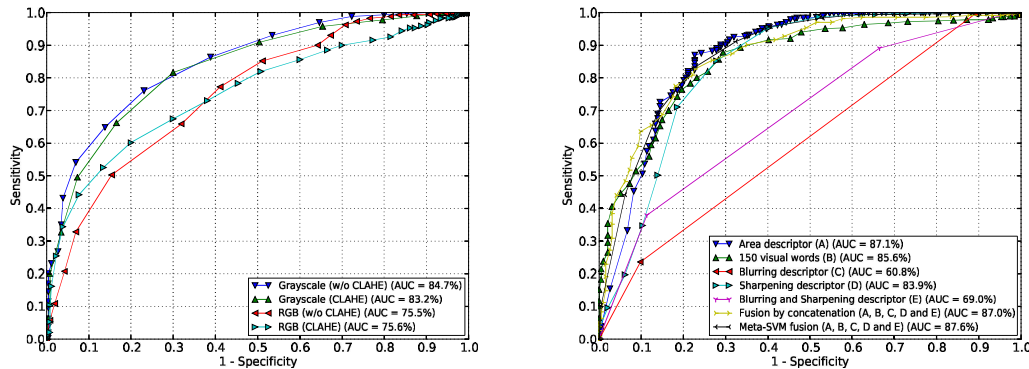 1.0
0.9
0.8
0.7
0.6
0.5
0.4
0.3
0.2
0.1
0.0
Sensitivity
0.0 0.1 0.2 0.3 0.4 0.5 0.6 0.7 0.8 0.9 1.0
1 - Specificity
Grayscale (w/o CLAHE) (AUC = 84.7%)
Grayscale (CLAHE) (AUC = 83.2%)
RGB (w/o CLAHE) (AUC = 75.5%)
RGB (CLAHE) (AUC = 75.6%)
1.0
0.9
0.8
0.7
0.6
0.5
0.4
0.3
0.2
0.1
0.0
Sensitivity
0.0 0.1 0.2 0.3 0.4 0.5 0.6 0.7 0.8 0.9 1.0
1 - Specificity
Area descriptor (A) (AUC = 87.1%)
150 visual words (B) (AUC = 85.6%)
Blurring descriptor (C) (AUC = 60.8%)
Sharpening descriptor (D) (AUC = 83.9%)
Blurring and Sharpening descriptor (E) (AUC = 69.0%)
Fusion by concatenation (A, B, C, D and E) (AUC = 87.0%)
Meta-SVM fusion (A, B, C, D and E) (AUC = 87.6%)